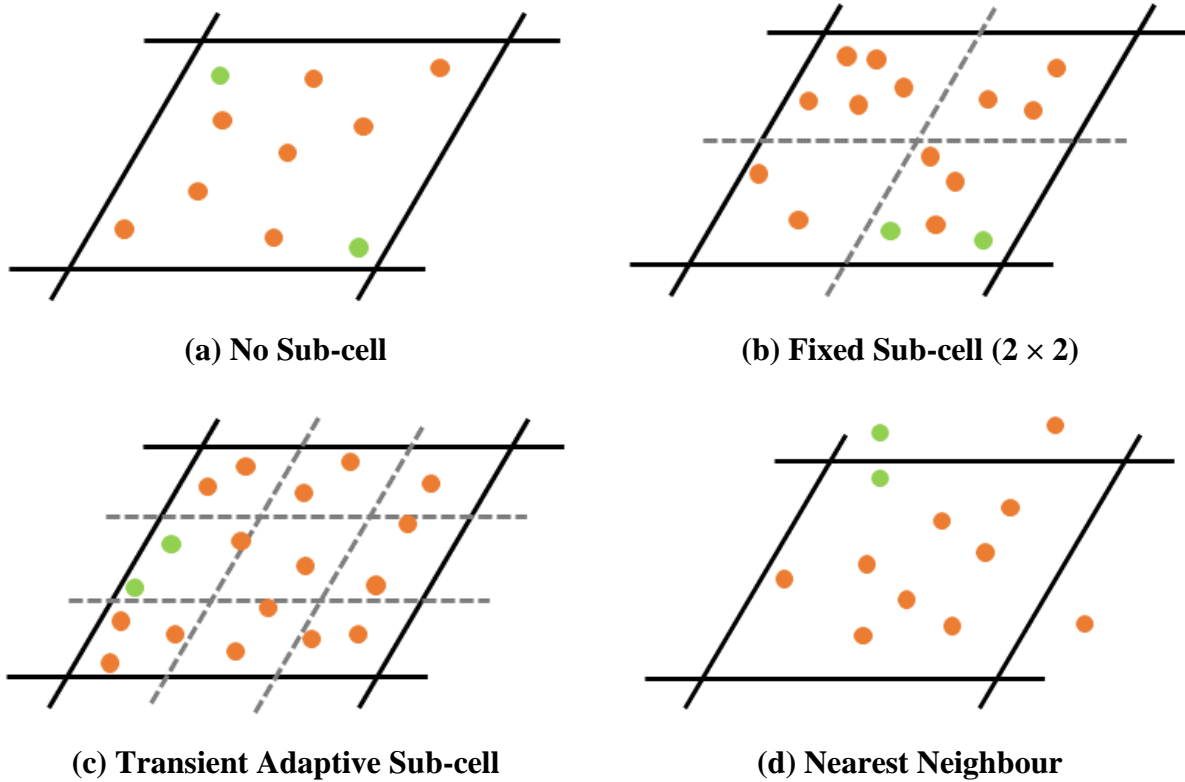 (a) No Sub-cell
(b) Fixed Sub-cell (2 × 2)
(c) Transient Adaptive Sub-cell
(d) Nearest Neighbour